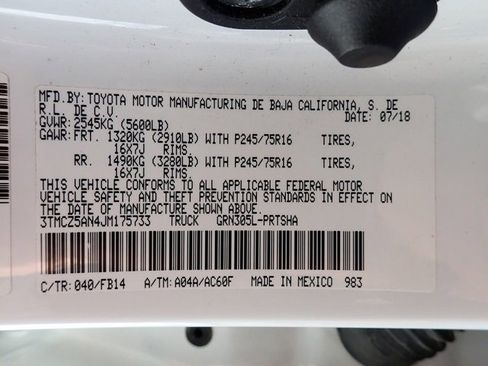 MFD.BY:TOYOTA MOTOR MANUFACTURING DE BAJA CALIFORNIA, S. DE
R. L. DE C.V. DATE: 07/18
GVWR:2545KG(5600LB)
GAWR:FRT. 1320KG(2910LB)WITH P245/75R16 TIRES,
16X7J RIMS,
RR. 1490KG(3280LB)WITH P245/75R16 TIRES,
16X7J RIMS,
THIS VEHICLE CONFORMS TO ALL APPLICABLE FEDERAL MOTOR
VEHICLE SAFETY AND THEFT PREVENTION STANDARDS IN EFFECT ON
THE DATE OF MANUFACTURE SHOWN ABOVE.
3TMCZ5AN4JM175733 TRUCK GRN305L-PRTSHA
C/TR:040/FB14 A/TM:A04A/AC60F MADE IN MEXICO 983